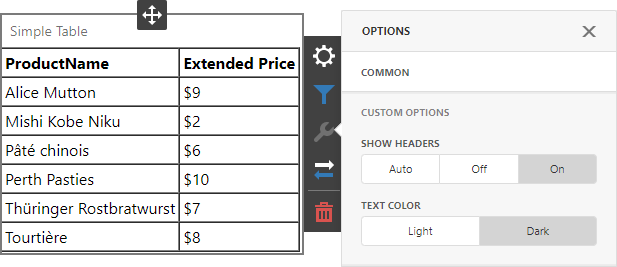 Simple Table
ProductName Extended Price
Alice Mutton $9
Mishi Kobe Niku $2
Pâté chinois $6
Perth Pasties $10
Thüringer Rostbratwurst $7
Tourtière $8
OPTIONS
COMMON
CUSTOM OPTIONS
SHOW HEADERS
Auto Off On
TEXT COLOR
Light Dark